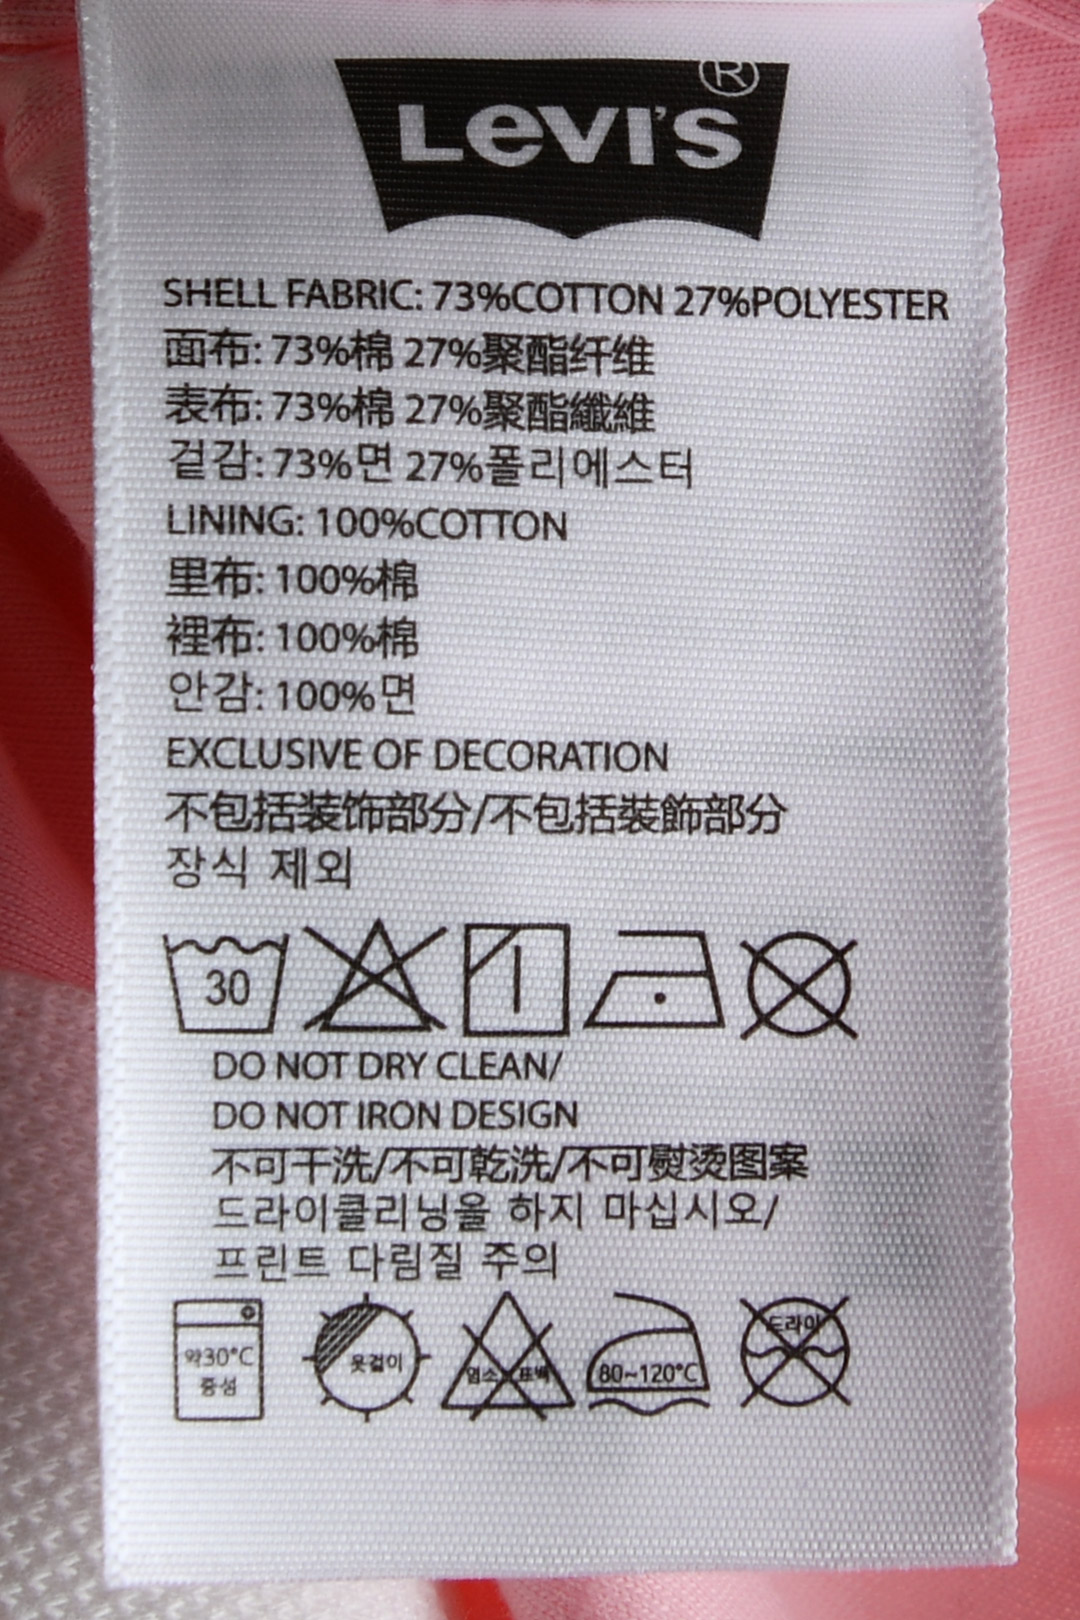 Levi's®
SHELL FABRIC: 73%COTTON 27%POLYESTER
面布: 73%棉 27%聚酯纤维
表布: 73%棉 27%聚酯纖維
겉감: 73%면 27%폴리에스터
LINING: 100%COTTON
里布: 100%棉
裡布: 100%棉
안감: 100%면
EXCLUSIVE OF DECORATION
不包括装饰部分/不包括裝飾部分
장식 제외
30
DO NOT DRY CLEAN/
DO NOT IRON DESIGN
不可干洗/不可乾洗/不可熨烫图案
드라이클리닝을 하지 마십시오/
프린트 다림질 주의
약30°C
중성
옷걸이
염소 표백
80~120°C
드라이